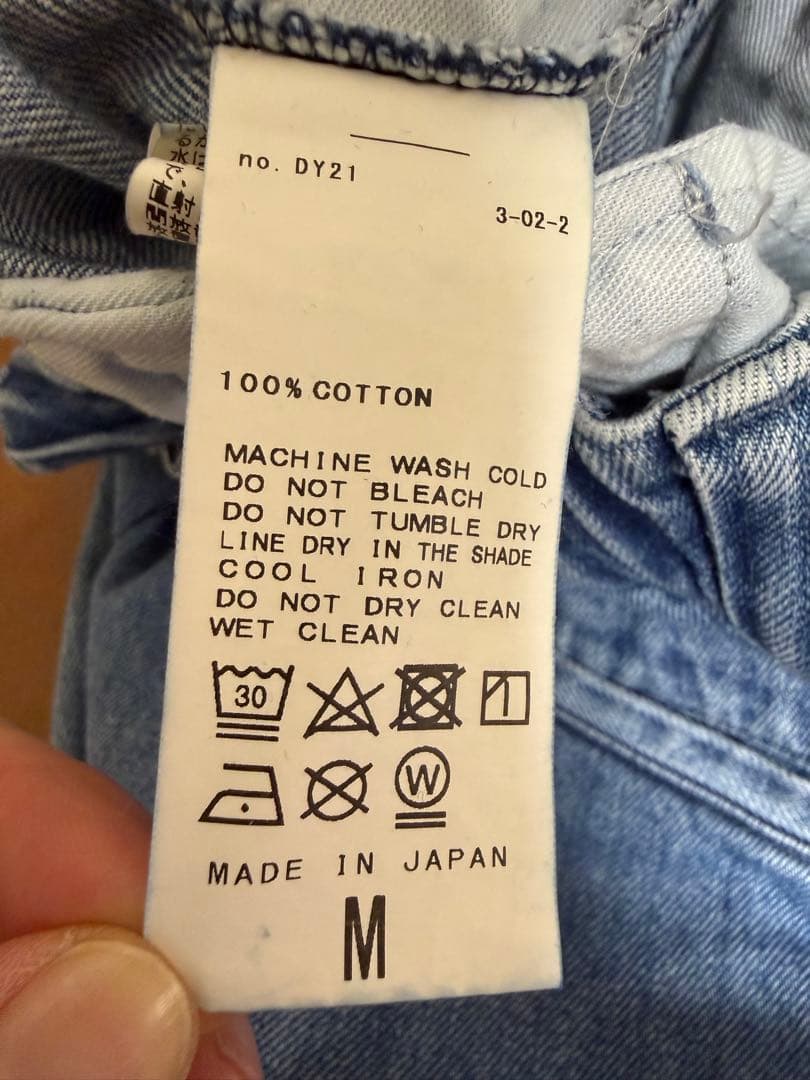 no. DY21
3-02-2
100% COTTON
MACHINE WASH COLD
DO NOT BLEACH
DO NOT TUMBLE DRY
LINE DRY IN THE SHADE
COOL IRON
DO NOT DRY CLEAN
WET CLEAN
30
W
MADE IN JAPAN
M